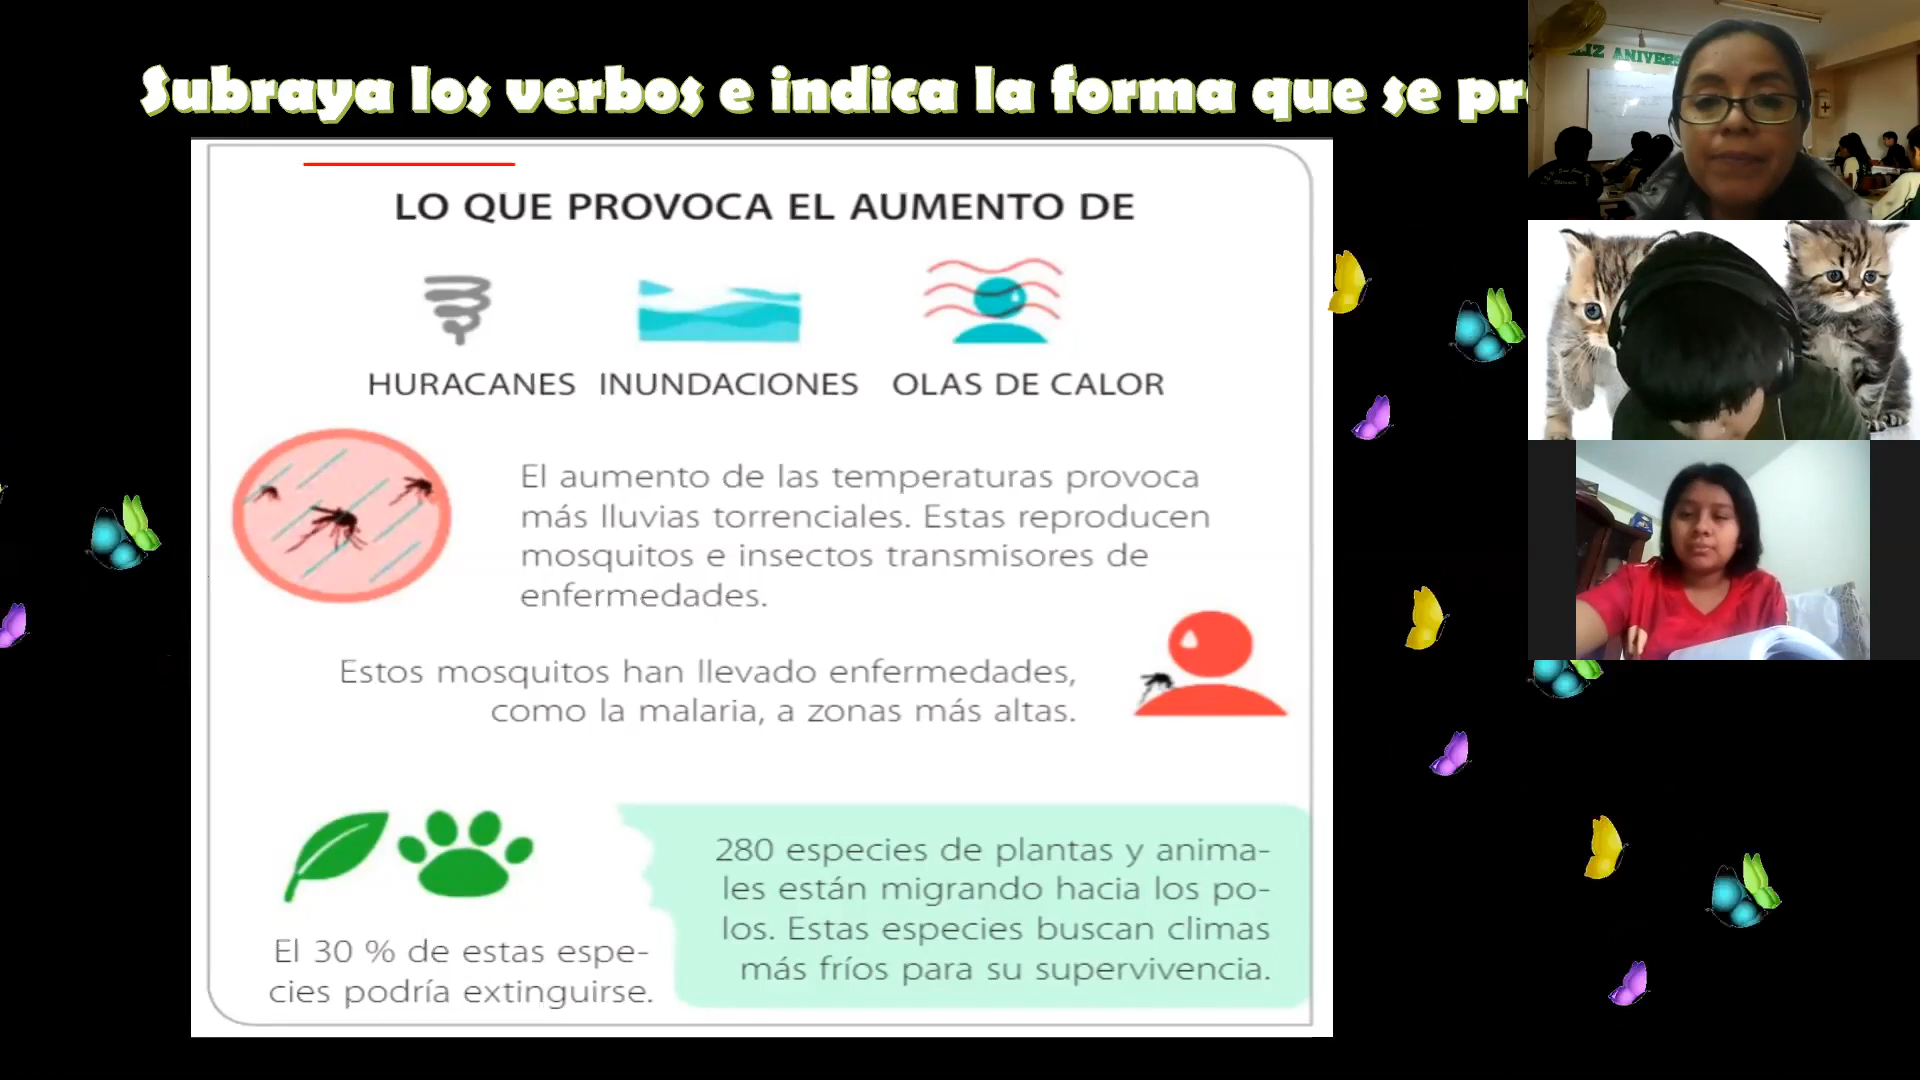 Subraya los verbos e indica la forma que se
LO QUE PROVOCA EL AUMENTO DE
HURACANES INUNDACIONES OLAS DE CALOR
El aumento de las temperaturas provoca
más lluvias torrenciales. Estas reproducen
mosquitos e insectos transmisores de
enfermedades.
Estos mosquitos han llevado enfermedades,
como la malaria, a zonas más altas.
280 especies de plantas y anima-
les están migrando hacia los po-
los. Estas especies buscan climas
más fríos para su supervivencia.
El 30 % de estas espe-
cies podría extinguirse.